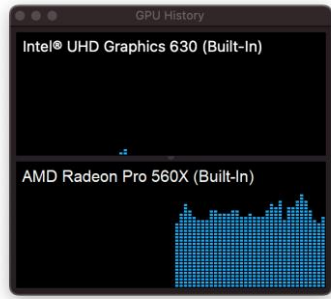 GPU History
Intel® UHD Graphics 630 (Built-In)
AMD Radeon Pro 560X (Built-In)